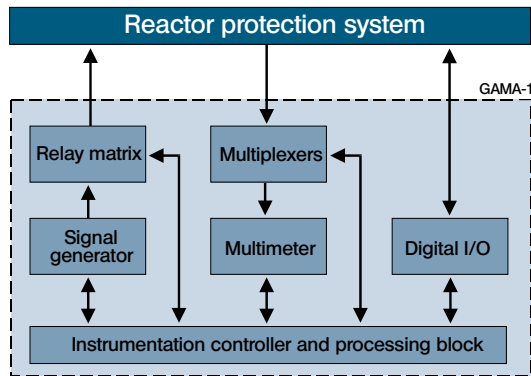 Reactor protection system
GAMA-1
Relay matrix
Multiplexers
Signal
generator
Multimeter
Digital I/O
Instrumentation controller and processing block